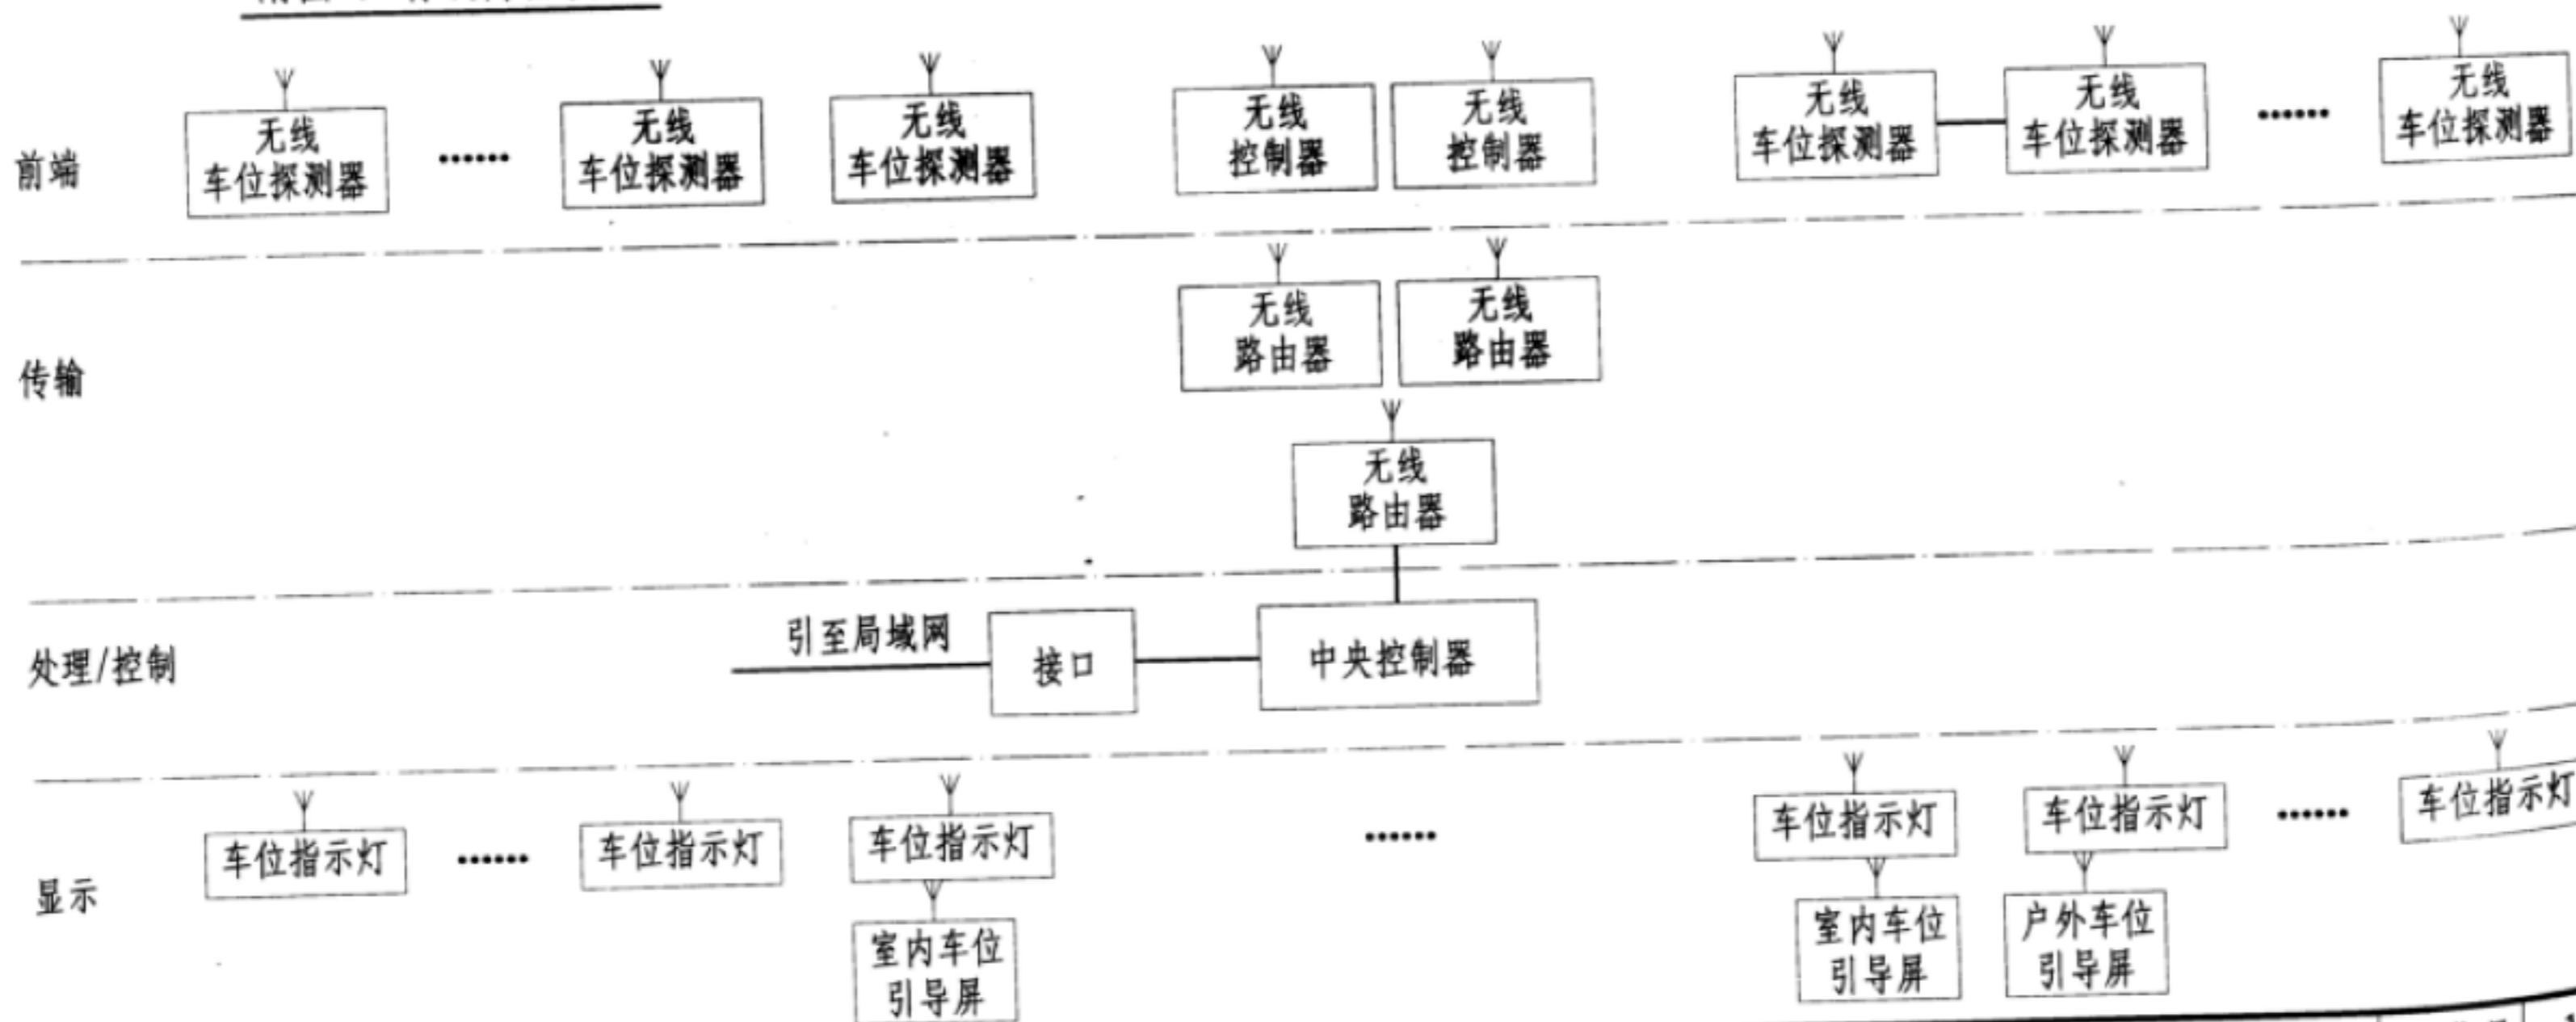 前端
无线
车位探测器
……
无线
车位探测器
无线
车位探测器
无线
控制器
无线
控制器
无线
车位探测器
无线
车位探测器
……
无线
车位探测器
传输
无线
路由器
无线
路由器
无线
路由器
处理/控制
引至局域网
接口
中央控制器
显示
车位指示灯
……
车位指示灯
车位指示灯
……
车位指示灯
车位指示灯
……
车位指示灯
室内车位
引导屏
室内车位
引导屏
户外车位
引导屏